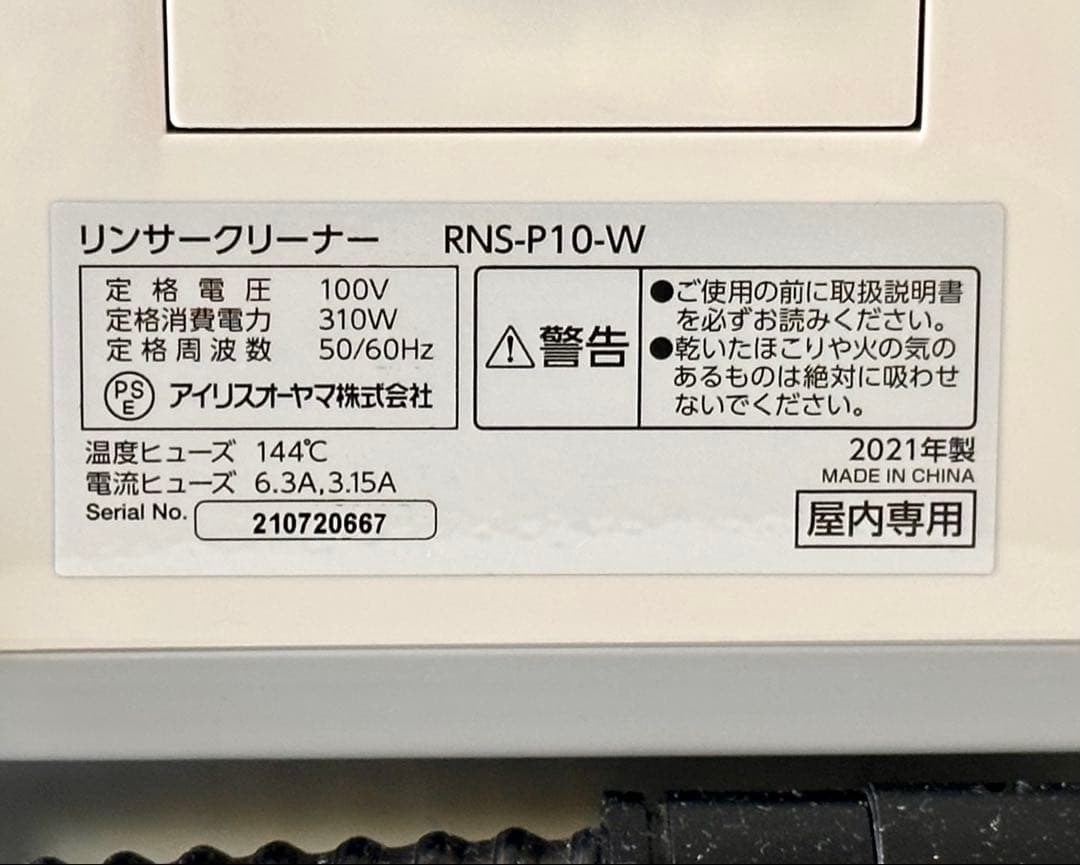 リンサークリーナー RNS-P10-W
定格電圧 100V
定格消費電力 310W
定格周波数 50/60Hz
PS
E
アイリスオーヤマ株式会社
警告
●ご使用の前に取扱説明書
を必ずお読みください。
●乾いたほこりや火の気の
あるものは絶対に吸わせ
ないでください。
温度ヒューズ 144℃
電流ヒューズ 6.3A,3.15A
Serial No. 210720667
2021年製
MADE IN CHINA
屋内専用